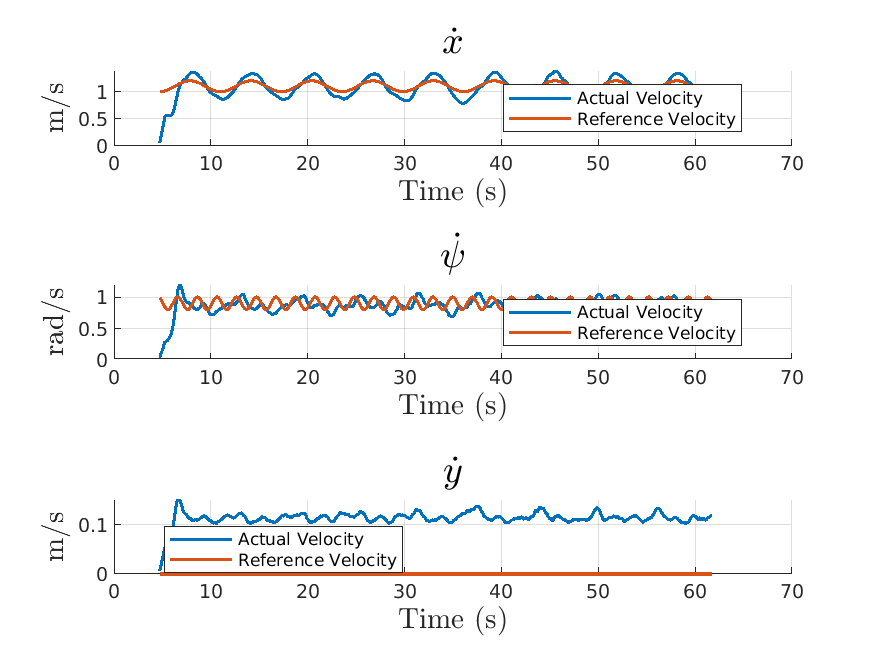 ẋ
m/s
1
0.5
0
Actual Velocity
Reference Velocity
0 10 20 30 40 50 60 70
Time (s)
ψ̇
rad/s
1
0.5
0
Actual Velocity
Reference Velocity
0 10 20 30 40 50 60 70
Time (s)
ẏ
m/s
0.1
0
Actual Velocity
Reference Velocity
0 10 20 30 40 50 60 70
Time (s)